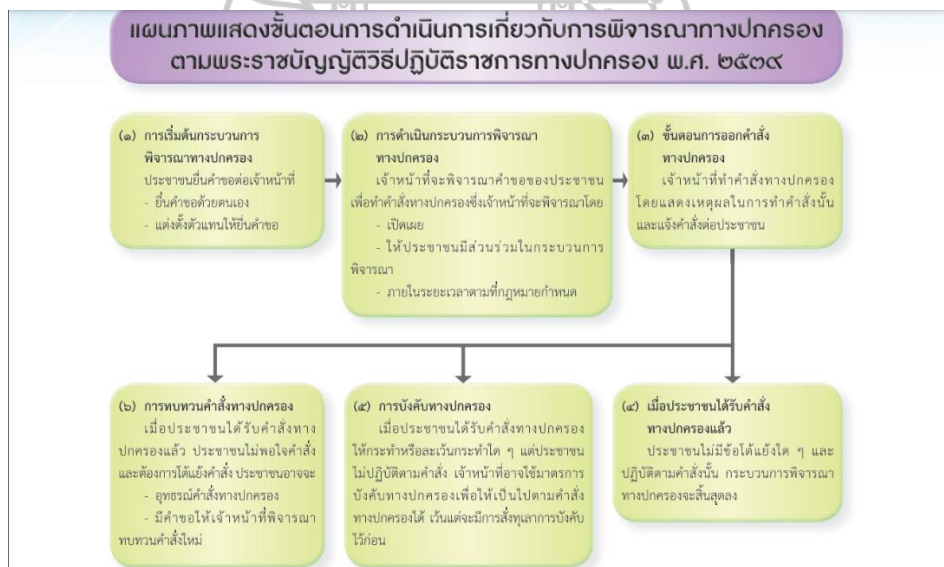 แผนภาพแสดงขั้นตอนการดำเนินการเกี่ยวกับการพิจารณาทางปกครอง
ตามพระราชบัญญัติวิธีปฏิบัติราชการทางปกครอง พ.ศ. ๒๕๓๙
(๑) การเริ่มต้นกระบวนการ
พิจารณาทางปกครอง
ประชาชนยื่นคำขอต่อเจ้าหน้าที่
- ยื่นคำขอด้วยตนเอง
- แต่งตั้งตัวแทนให้ยื่นคำขอ
(๒) การดำเนินกระบวนการพิจารณา
ทางปกครอง
เจ้าหน้าที่จะพิจารณาคำขอของประชาชน
เพื่อทำคำสั่งทางปกครองซึ่งเจ้าหน้าที่จะพิจารณาโดย
- เปิดเผย
- ให้ประชาชนมีส่วนร่วมในกระบวนการ
พิจารณา
- ภายในระยะเวลาตามที่กฎหมายกำหนด
(๓) ขั้นตอนการออกคำสั่ง
ทางปกครอง
เจ้าหน้าที่ทำคำสั่งทางปกครอง
โดยแสดงเหตุผลในการทำคำสั่งนั้น
และแจ้งคำสั่งต่อประชาชน
(๖) การทบทวนคำสั่งทางปกครอง
เมื่อประชาชนได้รับคำสั่งทาง
ปกครองแล้ว ประชาชนไม่พอใจคำสั่ง
และต้องการโต้แย้งคำสั่ง ประชาชนอาจจะ
- อุทธรณ์คำสั่งทางปกครอง
- มีคำขอให้เจ้าหน้าที่พิจารณา
ทบทวนคำสั่งใหม่
(๕) การบังคับทางปกครอง
เมื่อประชาชนได้รับคำสั่งทางปกครอง
ให้กระทำหรือละเว้นกระทำใด ๆ แต่ประชาชน
ไม่ปฏิบัติตามคำสั่ง เจ้าหน้าที่อาจใช้มาตรการ
บังคับทางปกครองเพื่อให้เป็นไปตามคำสั่ง
ทางปกครองได้ เว้นแต่จะมีการสั่งทุเลาการบังคับ
ไว้ก่อน
(๔) เมื่อประชาชนได้รับคำสั่ง
ทางปกครองแล้ว
ประชาชนไม่มีข้อโต้แย้งใด ๆ และ
ปฏิบัติตามคำสั่งนั้น กระบวนการพิจารณา
ทางปกครองจะสิ้นสุดลง